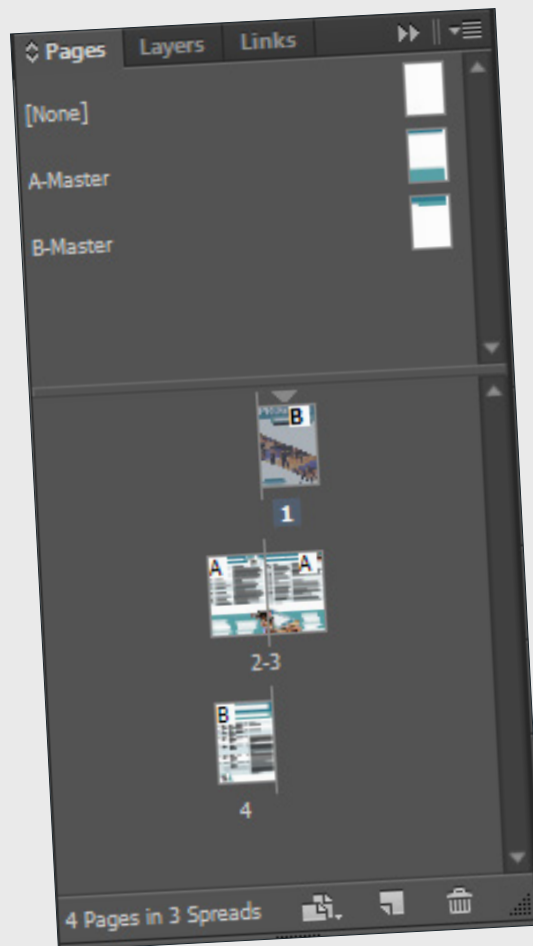 Pages Layers Links
[None]
A-Master
B-Master
B
1
A A
2-3
B
4
4 Pages in 3 Spreads